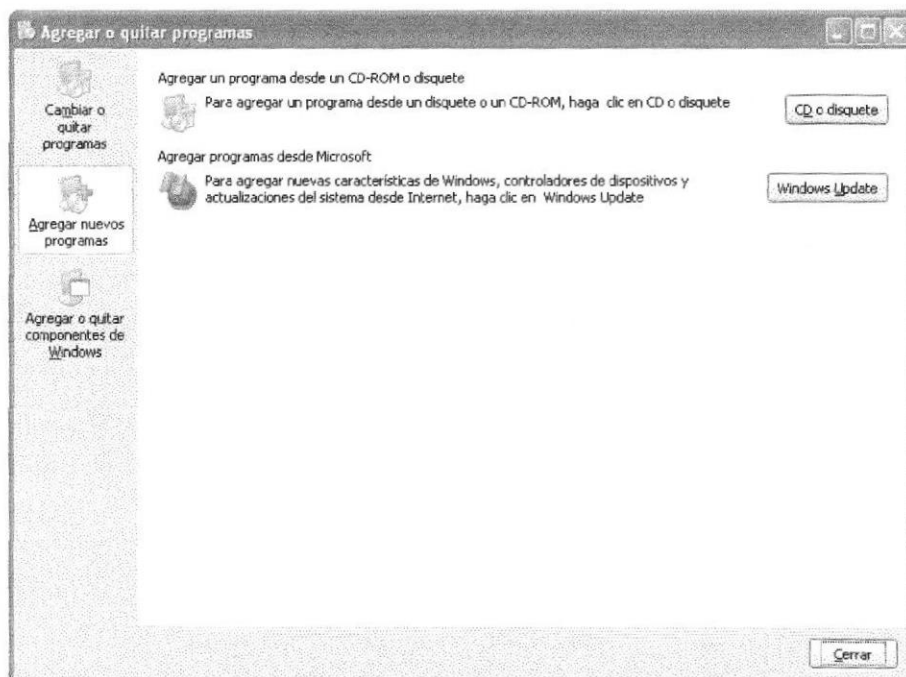 Agregar o quitar programas
Cambiar o
quitar
programas
Agregar nuevos
programas
Agregar o quitar
componentes de
Windows
Agregar un programa desde un CD-ROM o disquete
Para agregar un programa desde un disquete o un CD-ROM, haga clic en CD o disquete
CD o disquete
Agregar programas desde Microsoft
Para agregar nuevas características de Windows, controladores de dispositivos y
actualizaciones del sistema desde Internet, haga clic en Windows Update
Windows Update
Cerrar